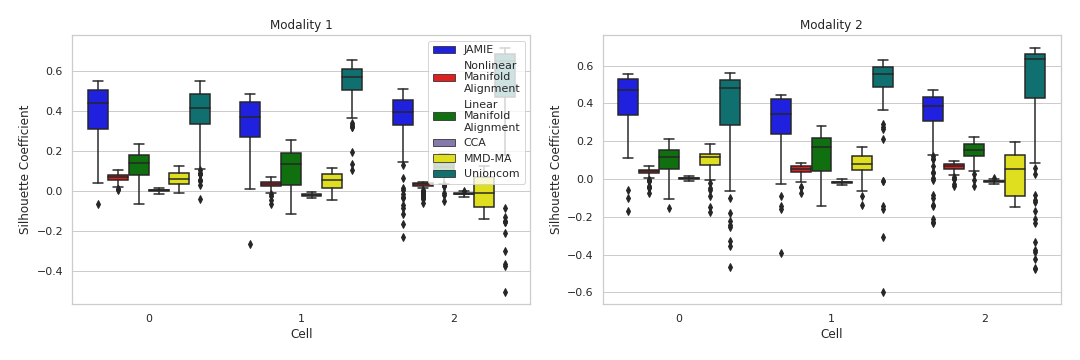 Modality 1
Silhouette Coefficient
0.6
0.4
0.2
0.0
−0.2
−0.4
0
1
2
Cell
JAMIE
Nonlinear
Manifold
Alignment
Linear
Manifold
Alignment
CCA
MMD-MA
UnionCom
Modality 2
Silhouette Coefficient
0.6
0.4
0.2
0.0
−0.2
−0.4
−0.6
0
1
2
Cell